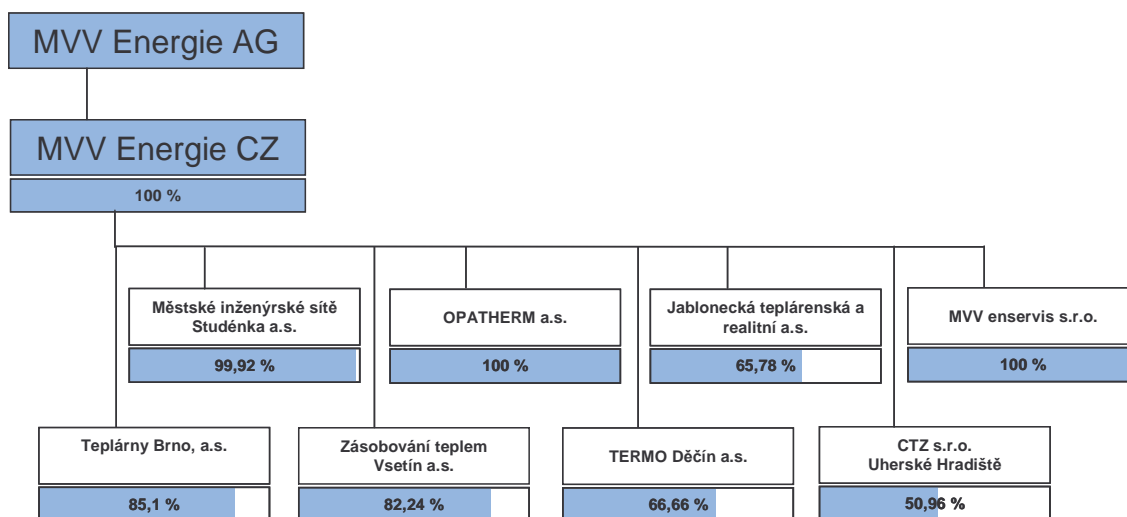 MVV Energie AG
MVV Energie CZ
100 %
Městské inženýrské sítě
Studénka a.s.
99,92 %
OPATHERM a.s.
100 %
Jablonecká teplárenská a
realitní a.s.
65,78 %
MVV enservis s.r.o.
100 %
Teplárny Brno, a.s.
85,1 %
Zásobování teplem
Vsetín a.s.
82,24 %
TERMO Děčín a.s.
66,66 %
CTZ s.r.o.
Uherské Hradiště
50,96 %